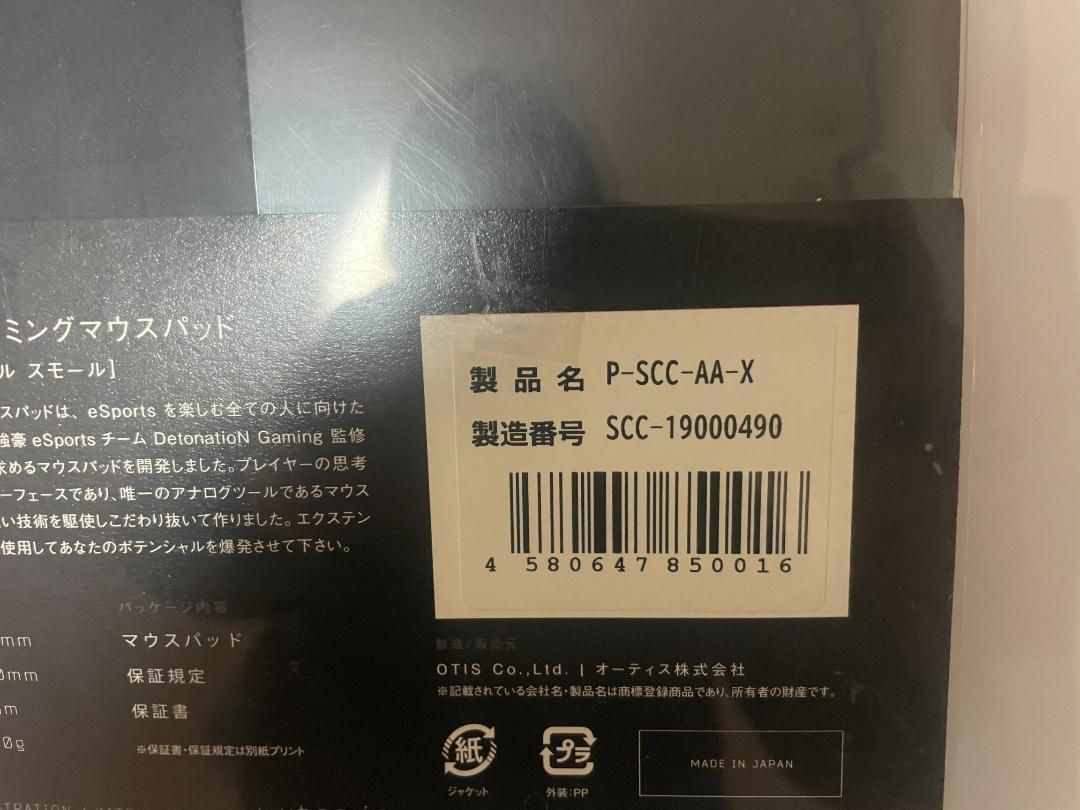 ミングマウスパッド
ル スモール]
スパッドは、eSports を楽しむ全ての人に向けた
強豪 eSports チーム DetonatioN Gaming 監修
求めるマウスパッドを開発しました。プレイヤーの思考
ーフェースであり、唯一のアナログツールであるマウス
い技術を駆使しこだわり抜いて作りました。エクステン
使用してあなたのポテンシャルを爆発させて下さい。
製品名 P-SCC-AA-X
製造番号 SCC-19000490
4 580647 850016
パッケージ内容
mm
マウスパッド
0mm
保証規定
保証書
0g
※保証書・保証規定は別紙プリント
製造/販売元
OTIS Co.,Ltd. | オーティス株式会社
※記載されている会社名・製品名は商標登録商品であり、所有者の財産です。
紙
ジャケット
プラ
外装:PP
MADE IN JAPAN